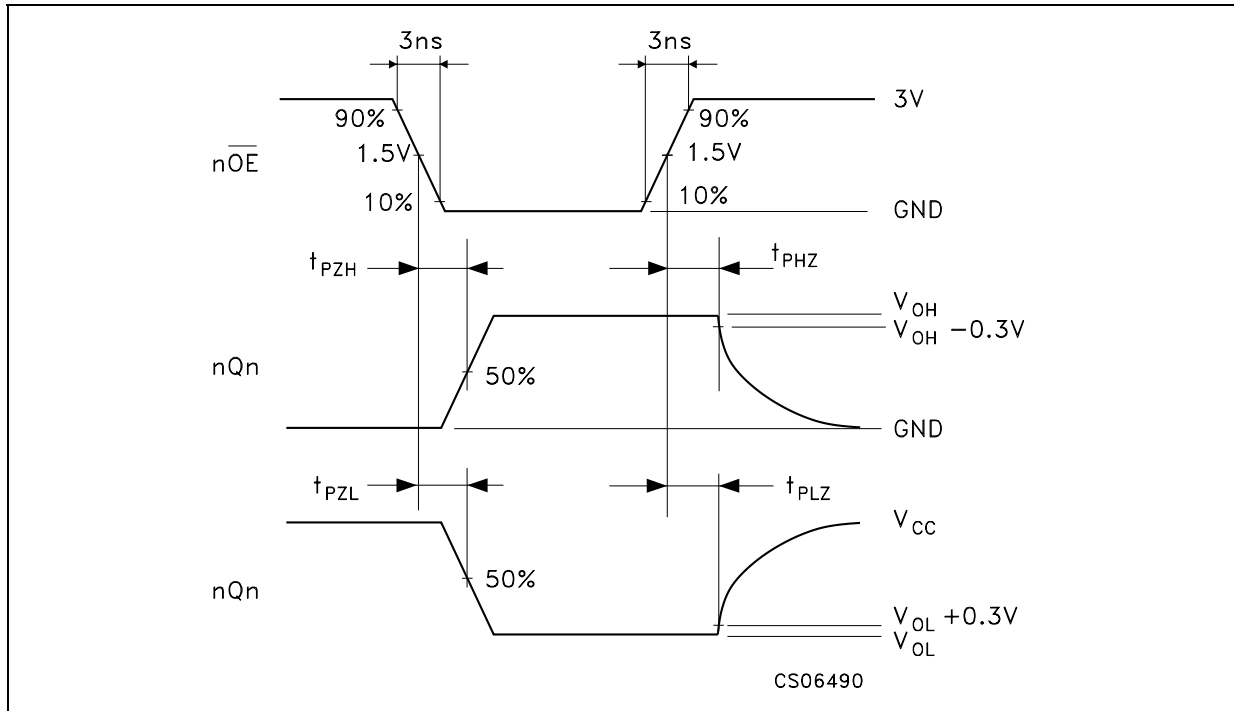 3ns 3ns
3V
90% 90%
nOE 1.5V 1.5V
10% 10%
GND
tPZH tPHZ
VOH
VOH −0.3V
nQn 50%
GND
tPZL tPLZ
VCC
50%
nQn
VOL +0.3V
VOL
CS06490